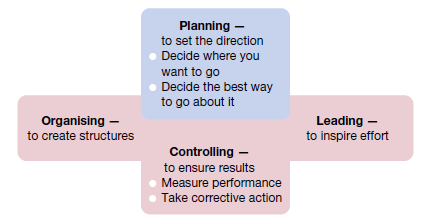 Planning —
to set the direction
Decide where you
want to go
Decide the best way
to go about it
Organising —
to create structures
Leading —
to inspire effort
Controlling —
to ensure results
Measure performance
Take corrective action